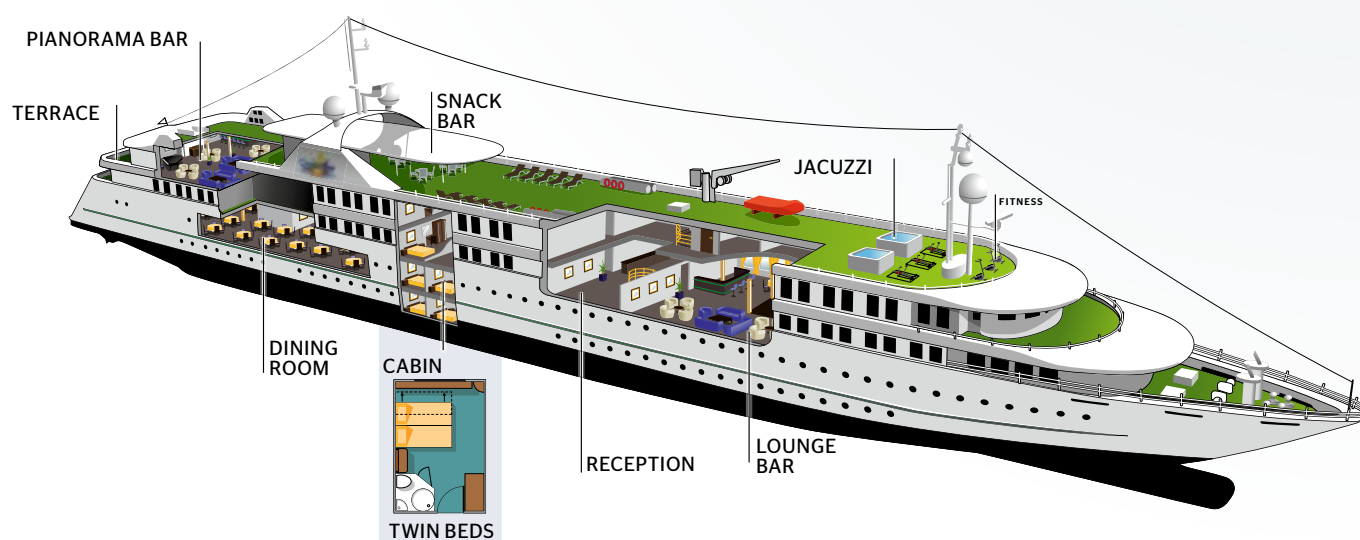 PIANORAMA BAR
TERRACE
SNACK
BAR
JACUZZI
FITNESS
DINING
ROOM
CABIN
RECEPTION
LOUNGE
BAR
TWIN BEDS